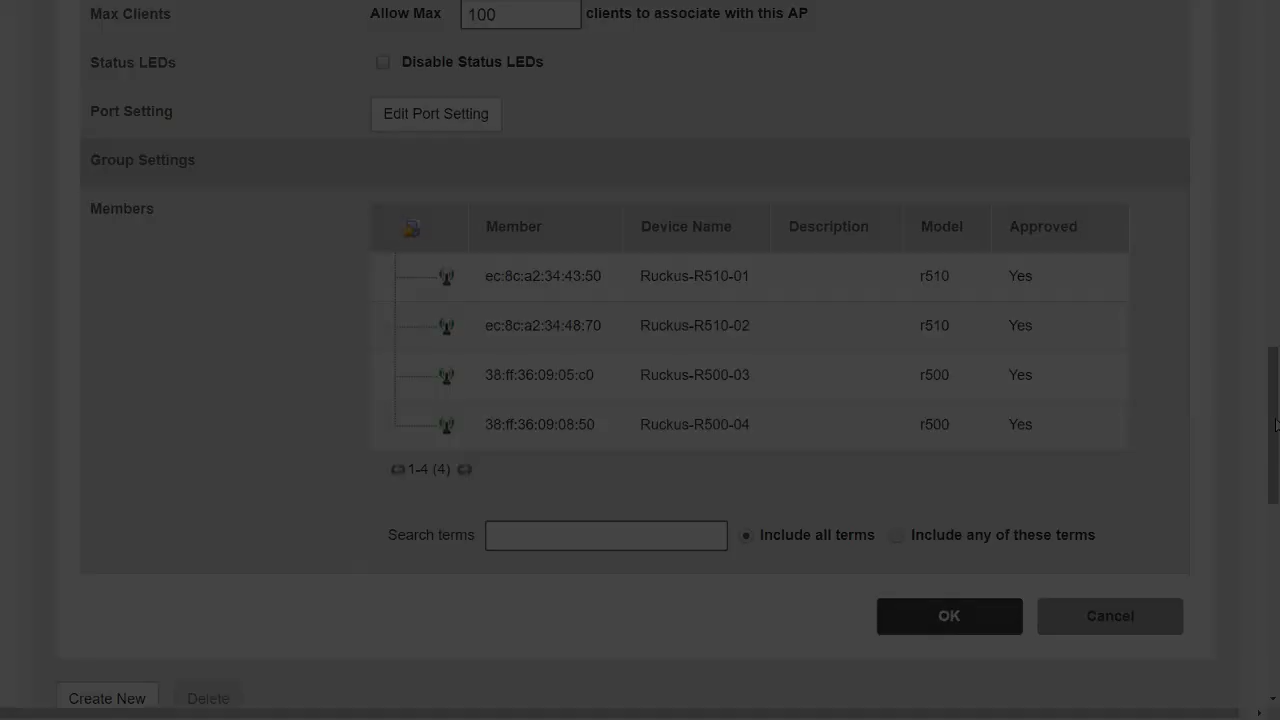 Max Clients Allow Max 100 clients to associate with this AP
Status LEDs Disable Status LEDs
Port Setting Edit Port Setting
Group Settings
Members
Member Device Name Description Model Approved
ec:8c:a2:34:43:50 Ruckus-R510-01 r510 Yes
ec:8c:a2:34:48:70 Ruckus-R510-02 r510 Yes
38:ff:36:09:05:c0 Ruckus-R500-03 r500 Yes
38:ff:36:09:08:50 Ruckus-R500-04 r500 Yes
1-4 (4)
Search terms Include all terms Include any of these terms
OK Cancel
Create New Delete